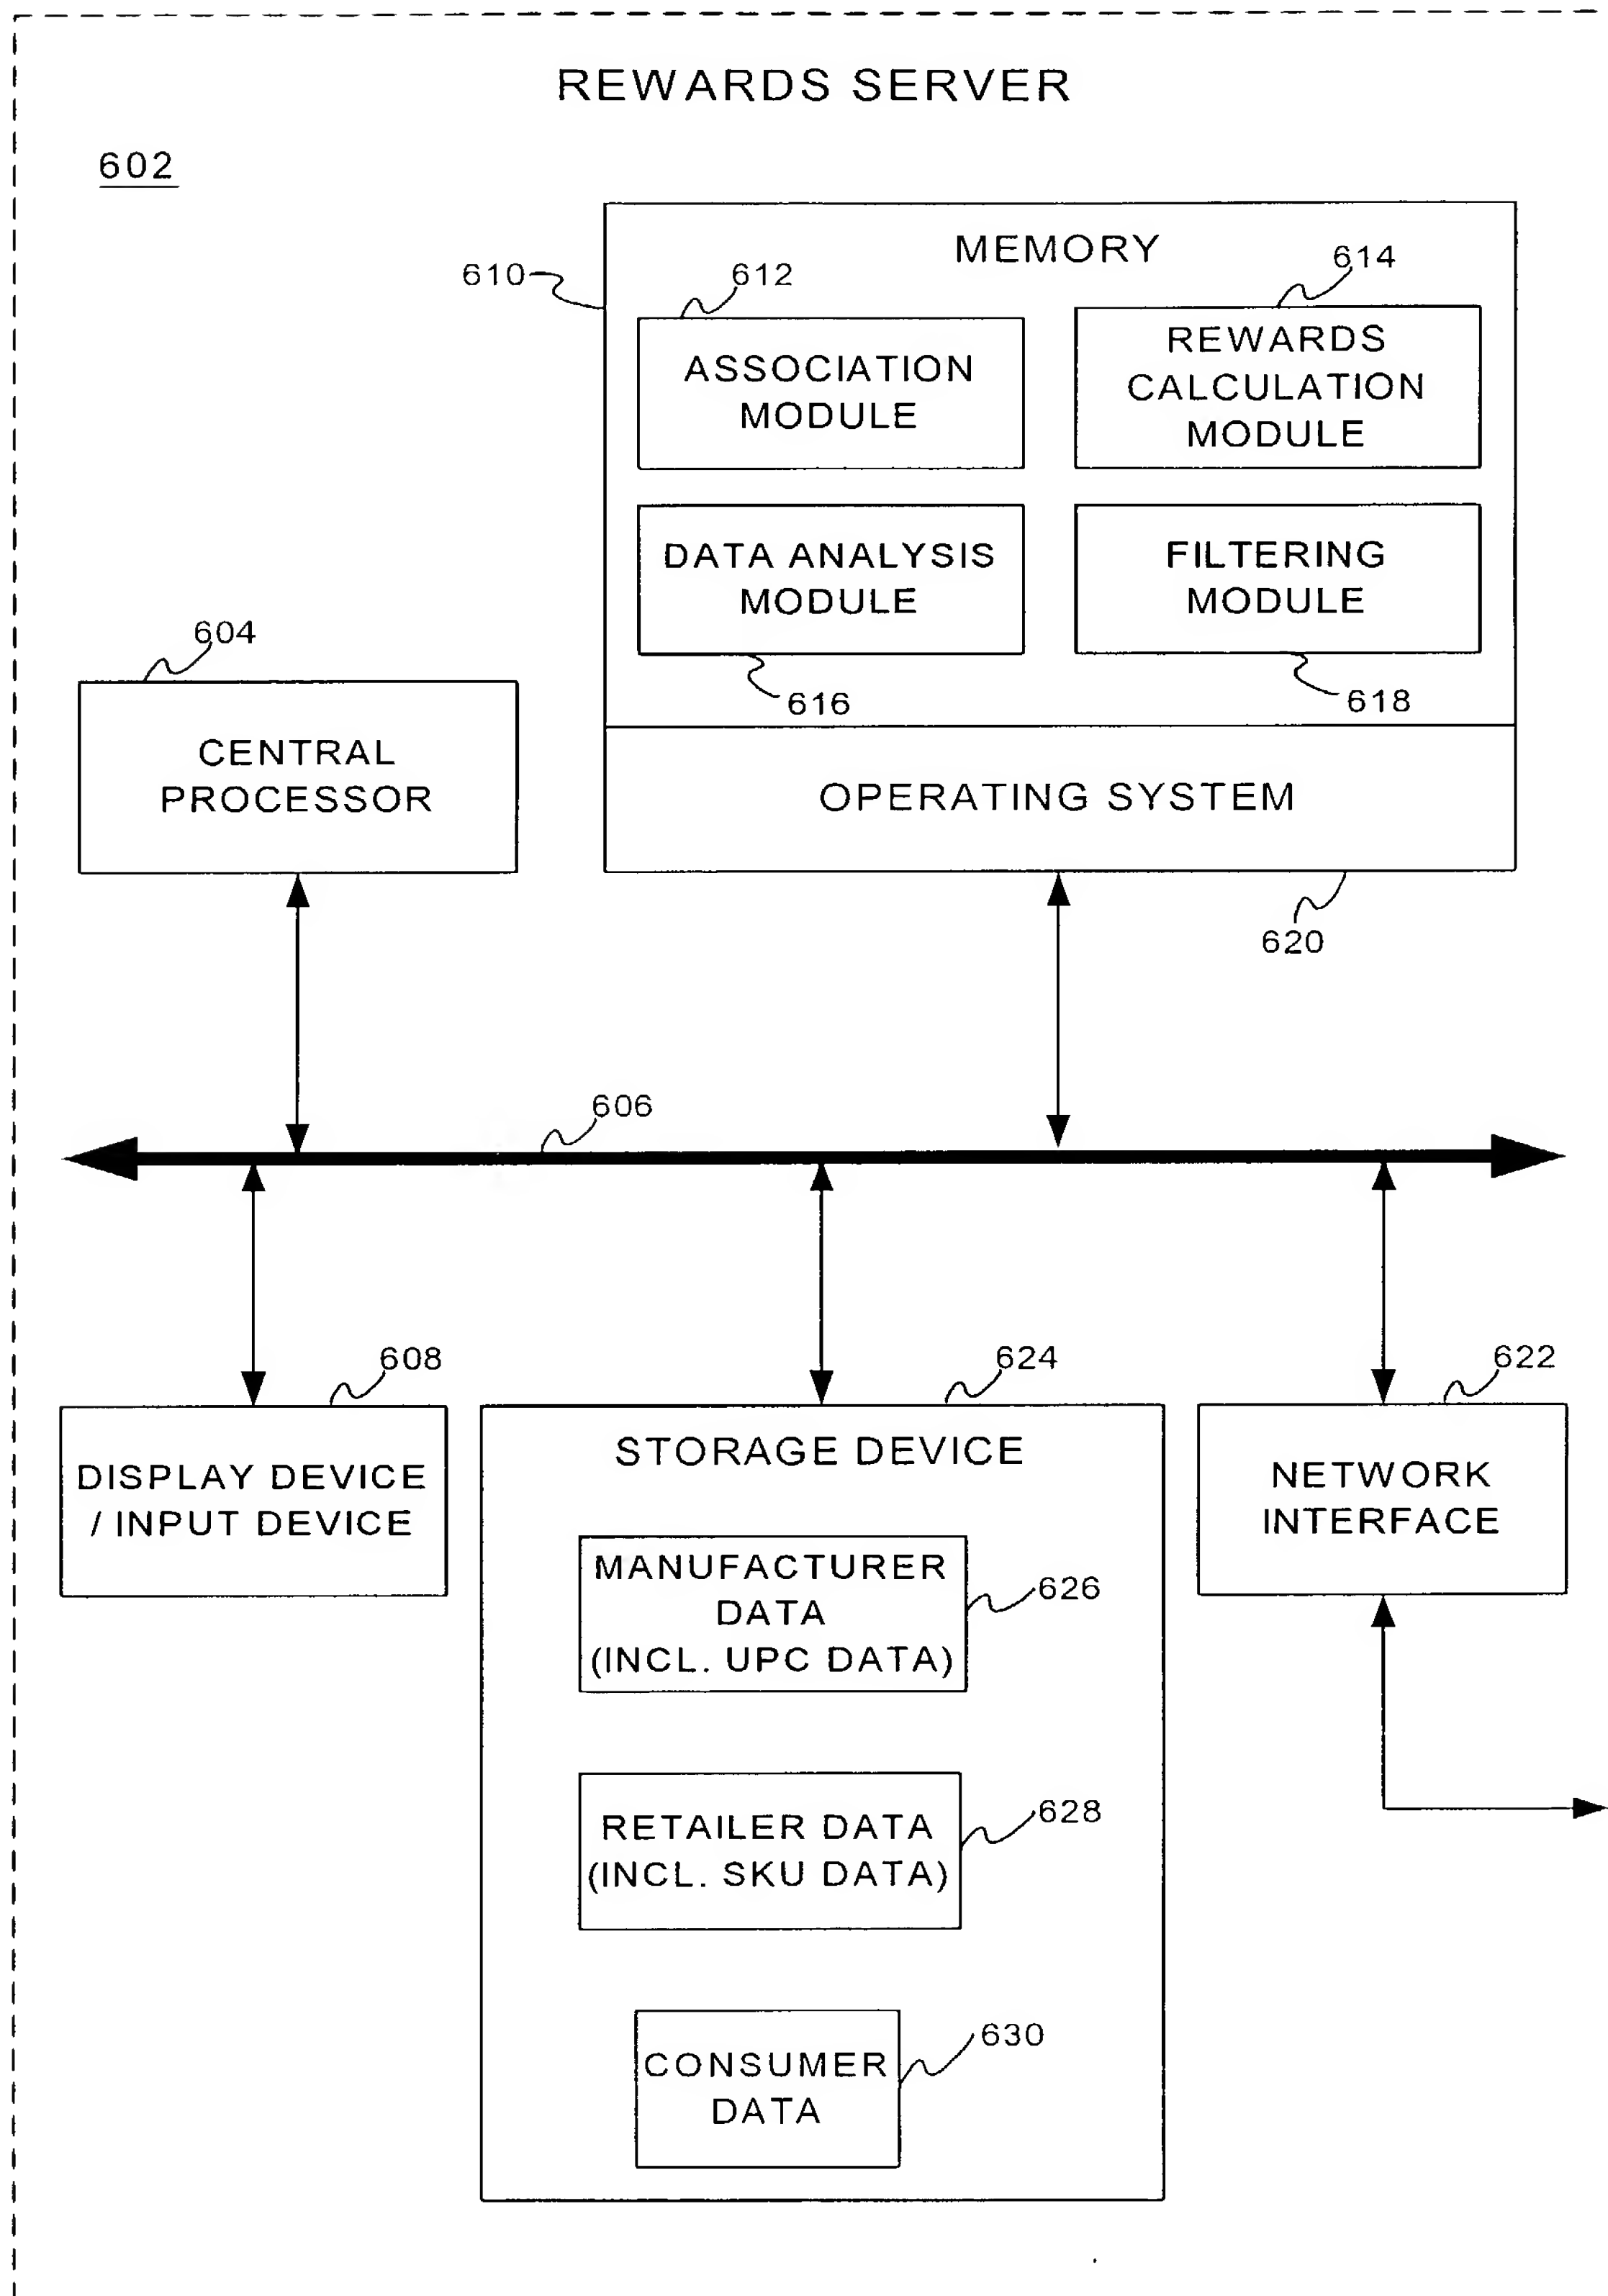 REWARDS SERVER
602
MEMORY
610
612
614
ASSOCIATION
MODULE
REWARDS
CALCULATION
MODULE
DATA ANALYSIS
MODULE
FILTERING
MODULE
616
618
604
CENTRAL
PROCESSOR
OPERATING SYSTEM
620
606
608
624
622
DISPLAY DEVICE
/ INPUT DEVICE
STORAGE DEVICE
NETWORK
INTERFACE
MANUFACTURER
DATA
(INCL. UPC DATA)
626
RETAILER DATA
(INCL. SKU DATA)
628
CONSUMER
DATA
630